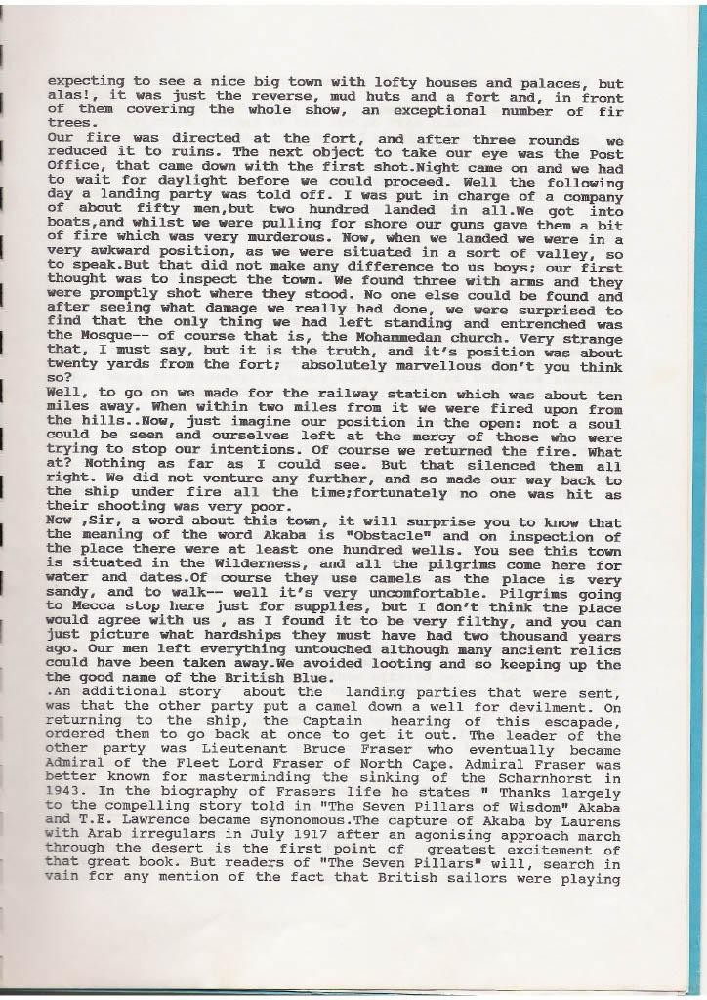 expecting to see a nice big town with lofty houses and palaces, but
alas!, it was just the reverse, mud huts and a fort and, in front
of them covering the whole show, an exceptional number of fir
trees.
Our fire was directed at the fort, and after three rounds we
reduced it to ruins. The next object to take our eye was the Post
Office, that came down with the first shot.Night came on and we had
to wait for daylight before we could proceed. Well the following
day a landing party was told off. I was put in charge of a company
of about fifty men,but two hundred landed in all.We got into
boats,and whilst we were pulling for shore our guns gave them a bit
of fire which was very murderous. Now, when we landed we were in a
very awkward position, as we were situated in a sort of valley, so
to speak.But that did not make any difference to us boys; our first
thought was to inspect the town. We found three with arms and they
were promptly shot where they stood. No one else could be found and
after seeing what damage we really had done, we were surprised to
find that the only thing we had left standing and entrenched was
the Mosque-- of course that is, the Mohammedan church. Very strange
that, I must say, but it is the truth, and it's position was about
twenty yards from the fort; absolutely marvellous don't you think
so?
Well, to go on we made for the railway station which was about ten
miles away. When within two miles from it we were fired upon from
the hills..Now, just imagine our position in the open: not a soul
could be seen and ourselves left at the mercy of those who were
trying to stop our intentions. Of course we returned the fire. What
at? Nothing as far as I could see. But that silenced them all
right. We did not venture any further, and so made our way back to
the ship under fire all the time;fortunately no one was hit as
their shooting was very poor.
Now ,Sir, a word about this town, it will surprise you to know that
the meaning of the word Akaba is "Obstacle" and on inspection of
the place there were at least one hundred wells. You see this town
is situated in the Wilderness, and all the pilgrims come here for
water and dates.Of course they use camels as the place is very
sandy, and to walk-- well it's very uncomfortable. Pilgrims going
to Mecca stop here just for supplies, but I don't think the place
would agree with us , as I found it to be very filthy, and you can
just picture what hardships they must have had two thousand years
ago. Our men left everything untouched although many ancient relics
could have been taken away.We avoided looting and so keeping up the
the good name of the British Blue.
.An additional story about the landing parties that were sent,
was that the other party put a camel down a well for devilment. On
returning to the ship, the Captain hearing of this escapade,
ordered them to go back at once to get it out. The leader of the
other party was Lieutenant Bruce Fraser who eventually became
Admiral of the Fleet Lord Fraser of North Cape. Admiral Fraser was
better known for masterminding the sinking of the Scharnhorst in
1943. In the biography of Frasers life he states " Thanks largely
to the compelling story told in "The Seven Pillars of Wisdom" Akaba
and T.E. Lawrence became synonomous.The capture of Akaba by Laurens
with Arab irregulars in July 1917 after an agonising approach march
through the desert is the first point of greatest excitement of
that great book. But readers of "The Seven Pillars" will, search in
vain for any mention of the fact that British sailors were playing